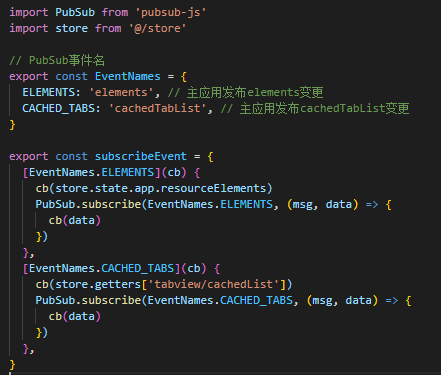 import PubSub from 'pubsub-js'
import store from '@/store'

// PubSub事件名
export const EventNames = {
  ELEMENTS: 'elements', // 主应用发布elements变更
  CACHED_TABS: 'cachedTabList', // 主应用发布cachedTabList变更
}

export const subscribeEvent = {
  [EventNames.ELEMENTS](cb) {
    cb(store.state.app.resourceElements)
    PubSub.subscribe(EventNames.ELEMENTS, (msg, data) => {
      cb(data)
    })
  },
  [EventNames.CACHED_TABS](cb) {
    cb(store.getters['tabview/cachedList'])
    PubSub.subscribe(EventNames.CACHED_TABS, (msg, data) => {
      cb(data)
    })
  },
}